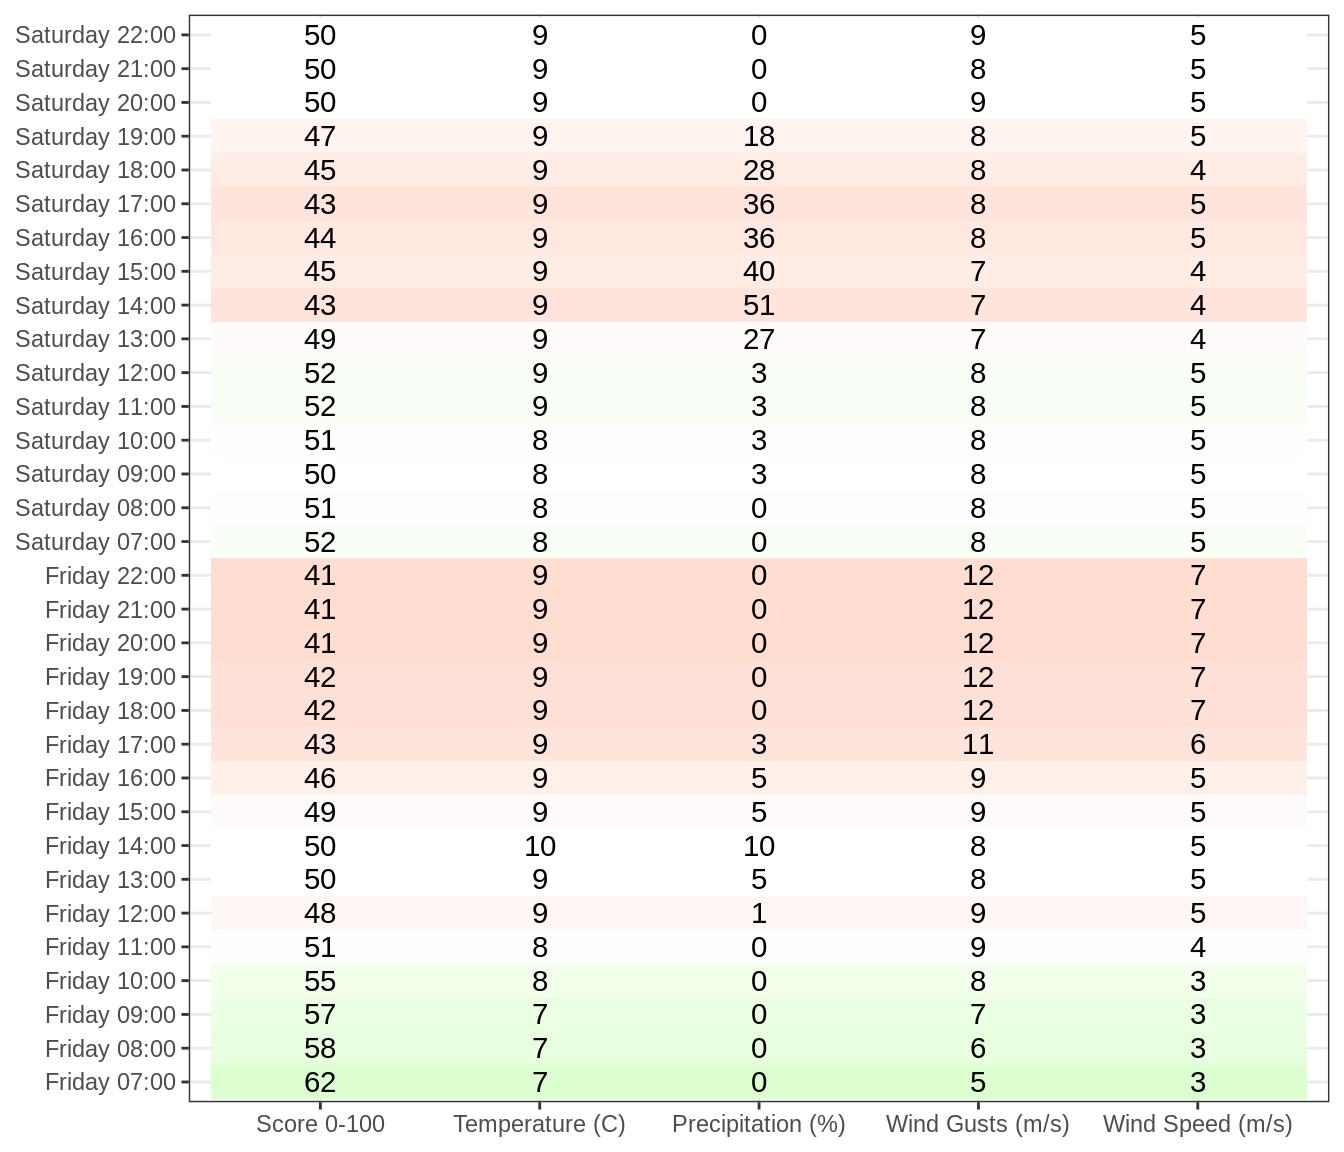 Saturday 22:00 50 9 0 9 5
Saturday 21:00 50 9 0 8 5
Saturday 20:00 50 9 0 9 5
Saturday 19:00 47 9 18 8 5
Saturday 18:00 45 9 28 8 4
Saturday 17:00 43 9 36 8 5
Saturday 16:00 44 9 36 8 5
Saturday 15:00 45 9 40 7 4
Saturday 14:00 43 9 51 7 4
Saturday 13:00 49 9 27 7 4
Saturday 12:00 52 9 3 8 5
Saturday 11:00 52 9 3 8 5
Saturday 10:00 51 8 3 8 5
Saturday 09:00 50 8 3 8 5
Saturday 08:00 51 8 0 8 5
Saturday 07:00 52 8 0 8 5
Friday 22:00 41 9 0 12 7
Friday 21:00 41 9 0 12 7
Friday 20:00 41 9 0 12 7
Friday 19:00 42 9 0 12 7
Friday 18:00 42 9 0 12 7
Friday 17:00 43 9 3 11 6
Friday 16:00 46 9 5 9 5
Friday 15:00 49 9 5 9 5
Friday 14:00 50 10 10 8 5
Friday 13:00 50 9 5 8 5
Friday 12:00 48 9 1 9 5
Friday 11:00 51 8 0 9 4
Friday 10:00 55 8 0 8 3
Friday 09:00 57 7 0 7 3
Friday 08:00 58 7 0 6 3
Friday 07:00 62 7 0 5 3
Score 0-100 Temperature (C) Precipitation (%) Wind Gusts (m/s) Wind Speed (m/s)